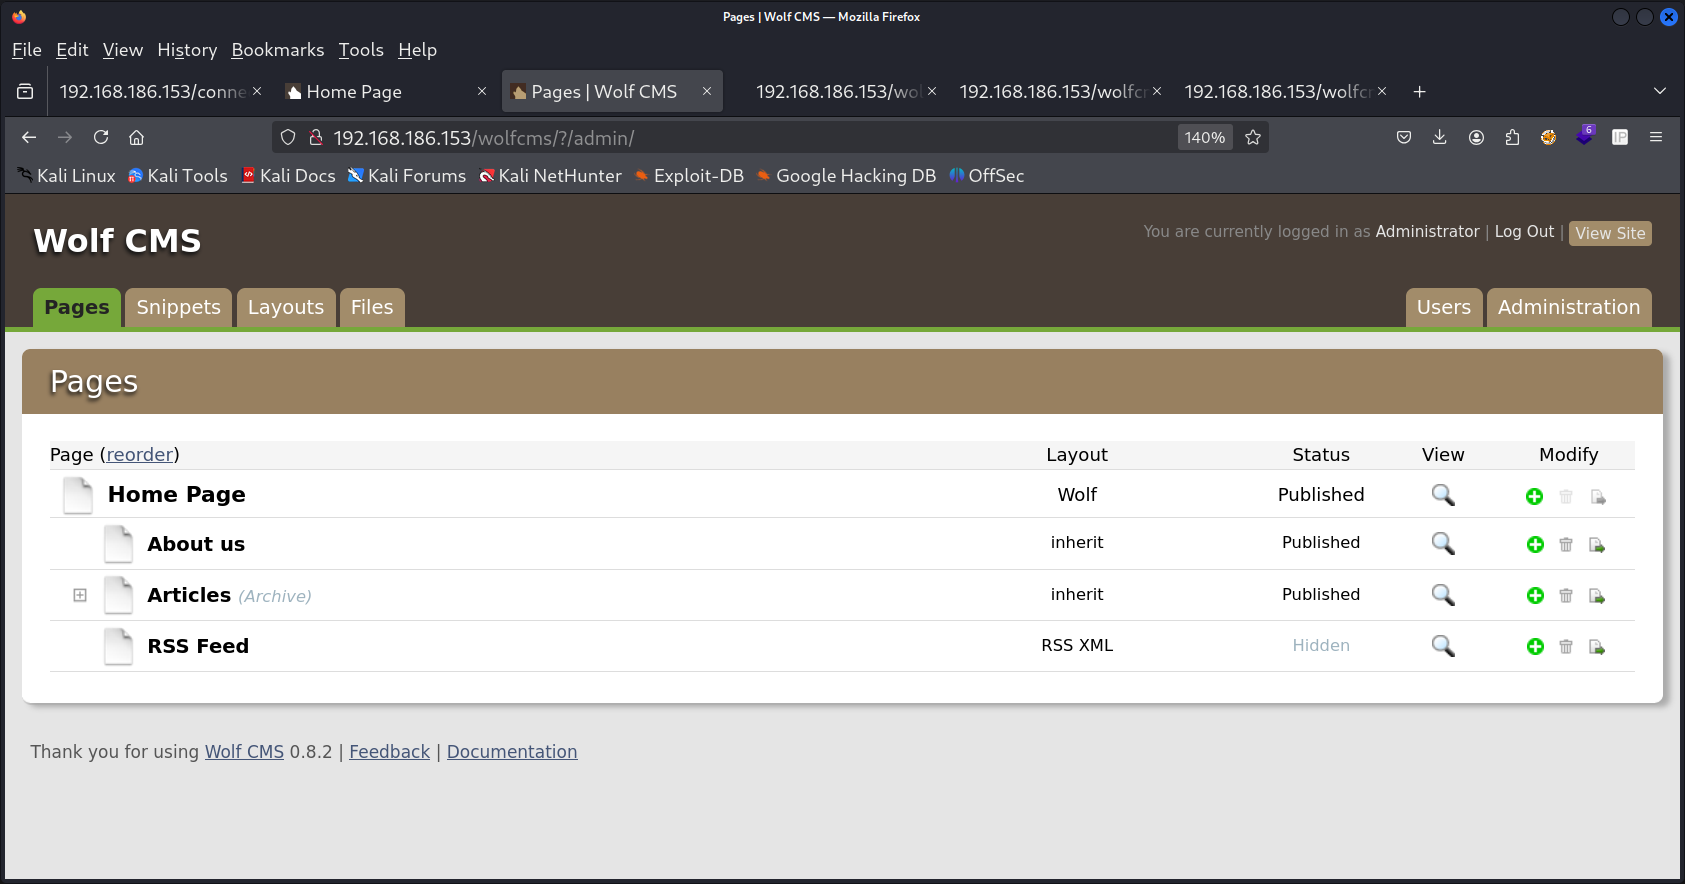 Pages | Wolf CMS — Mozilla Firefox
File Edit View History Bookmarks Tools Help
192.168.186.153/conne Home Page Pages | Wolf CMS 192.168.186.153/wol 192.168.186.153/wolfc 192.168.186.153/wolfc
192.168.186.153/wolfcms/?/admin/ 140% 6 IP
Kali Linux Kali Tools Kali Docs Kali Forums Kali NetHunter Exploit-DB Google Hacking DB OffSec
Wolf CMS
You are currently logged in as Administrator | Log Out | View Site
Pages Snippets Layouts Files Users Administration
Pages
Page (reorder) Layout Status View Modify
Home Page Wolf Published
About us inherit Published
Articles (Archive) inherit Published
RSS Feed RSS XML Hidden
Thank you for using Wolf CMS 0.8.2 | Feedback | Documentation